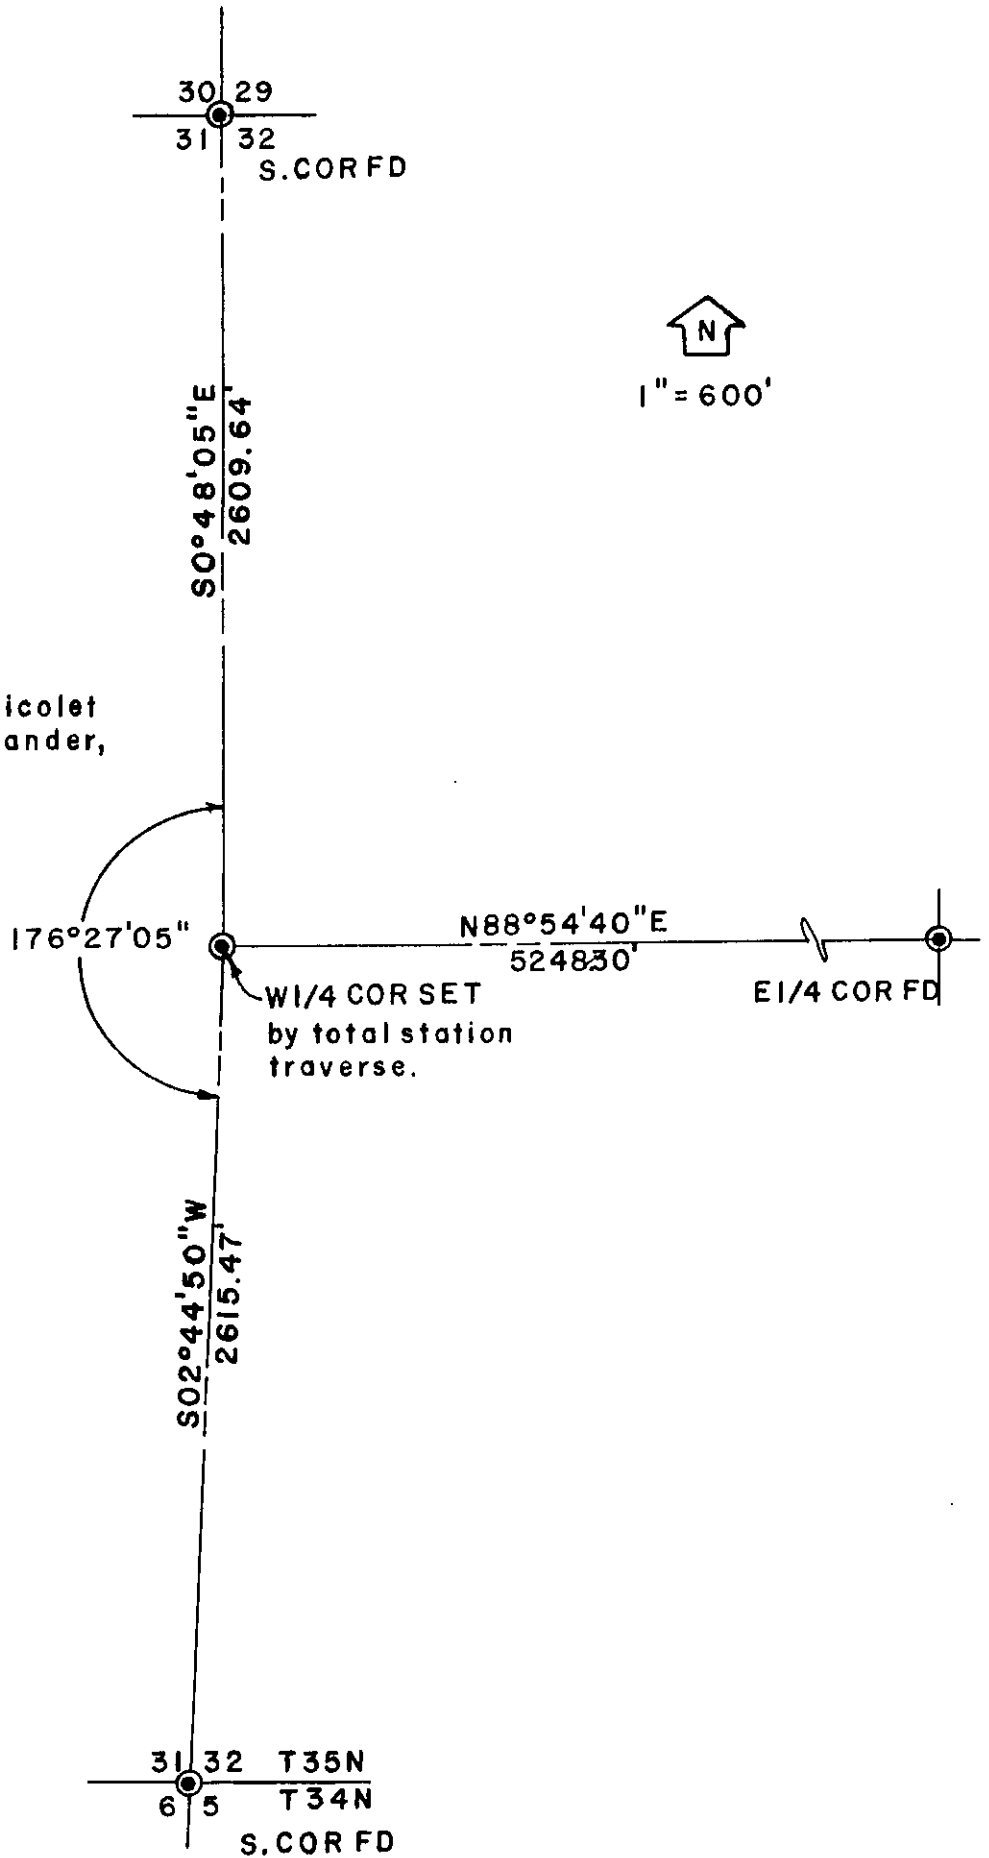 30 29
31 32
S.COR FD
N
1"=600'
S0°48'05"E
2609.64'
icolet
ander,
176°27'05"
N88°54'40"E
5248.30'
E1/4 COR FD
W1/4 COR SET
by total station
traverse.
S02°44'50"W
2615.47'
31 32 T35N
6 5 T34N
S.COR FD